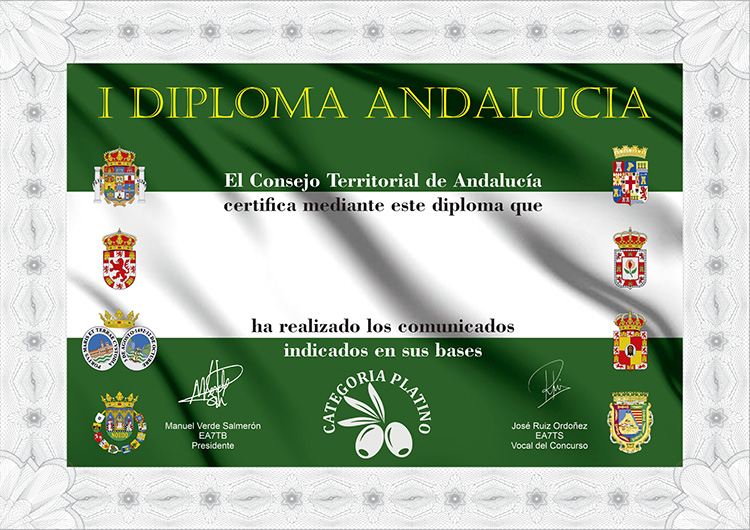 I DIPLOMA ANDALUCIA
El Consejo Territorial de Andalucía
certifica mediante este diploma que
ha realizado los comunicados
indicados en sus bases
CATEGORIA PLATINO
Manuel Verde Salmerón
EA7TB
Presidente
José Ruiz Ordoñez
EA7TS
Vocal del Concurso